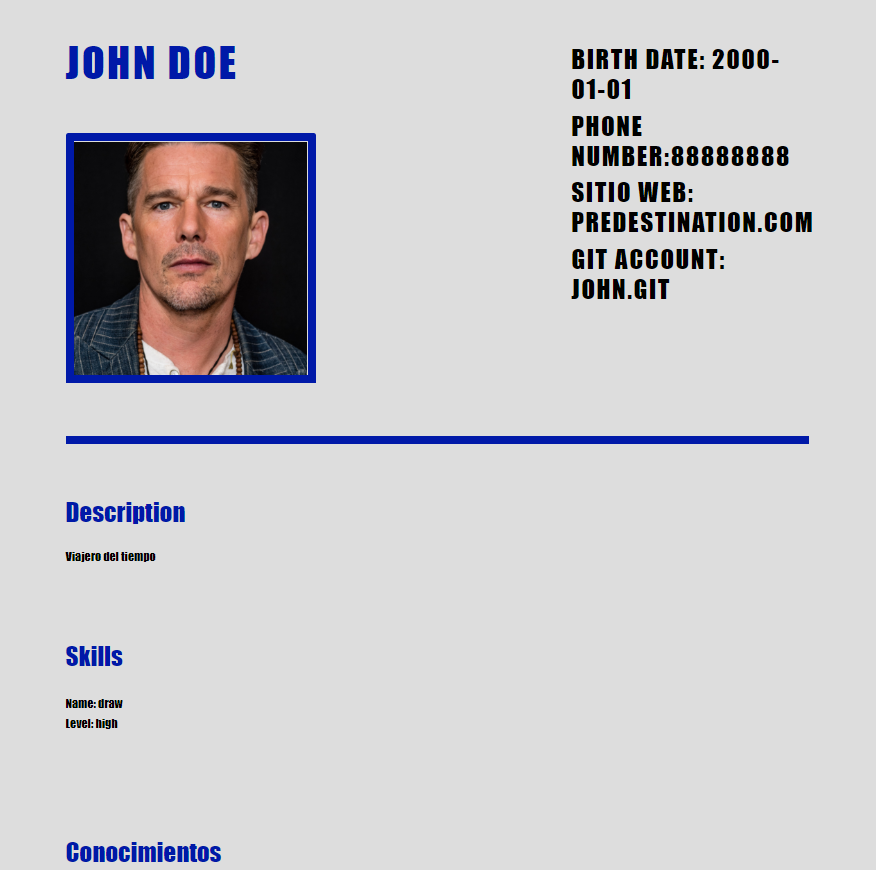 JOHN DOE
BIRTH DATE: 2000-
01-01
PHONE
NUMBER:88888888
SITIO WEB:
PREDESTINATION.COM
GIT ACCOUNT:
JOHN.GIT
Description
Viajero del tiempo
Skills
Name: draw
Level: high
Conocimientos